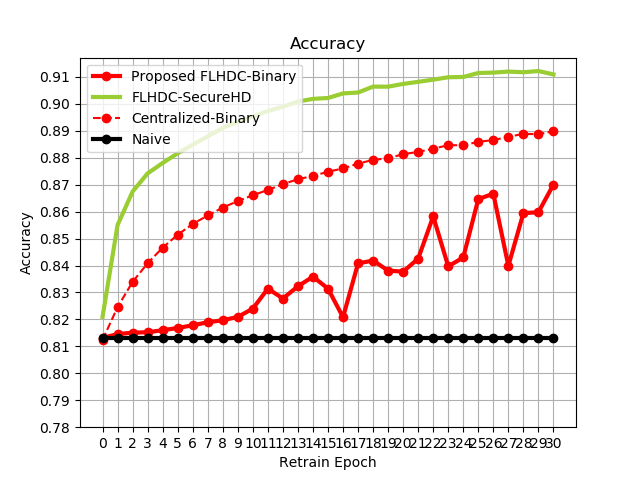 Accuracy
Proposed FLHDC-Binary
FLHDC-SecureHD
Centralized-Binary
Naive
0.91
0.90
0.89
0.88
0.87
0.86
0.85
0.84
0.83
0.82
0.81
0.80
0.79
0.78
Accuracy
0 1 2 3 4 5 6 7 8 9 10 11 12 13 14 15 16 17 18 19 20 21 22 23 24 25 26 27 28 29 30
Retrain Epoch